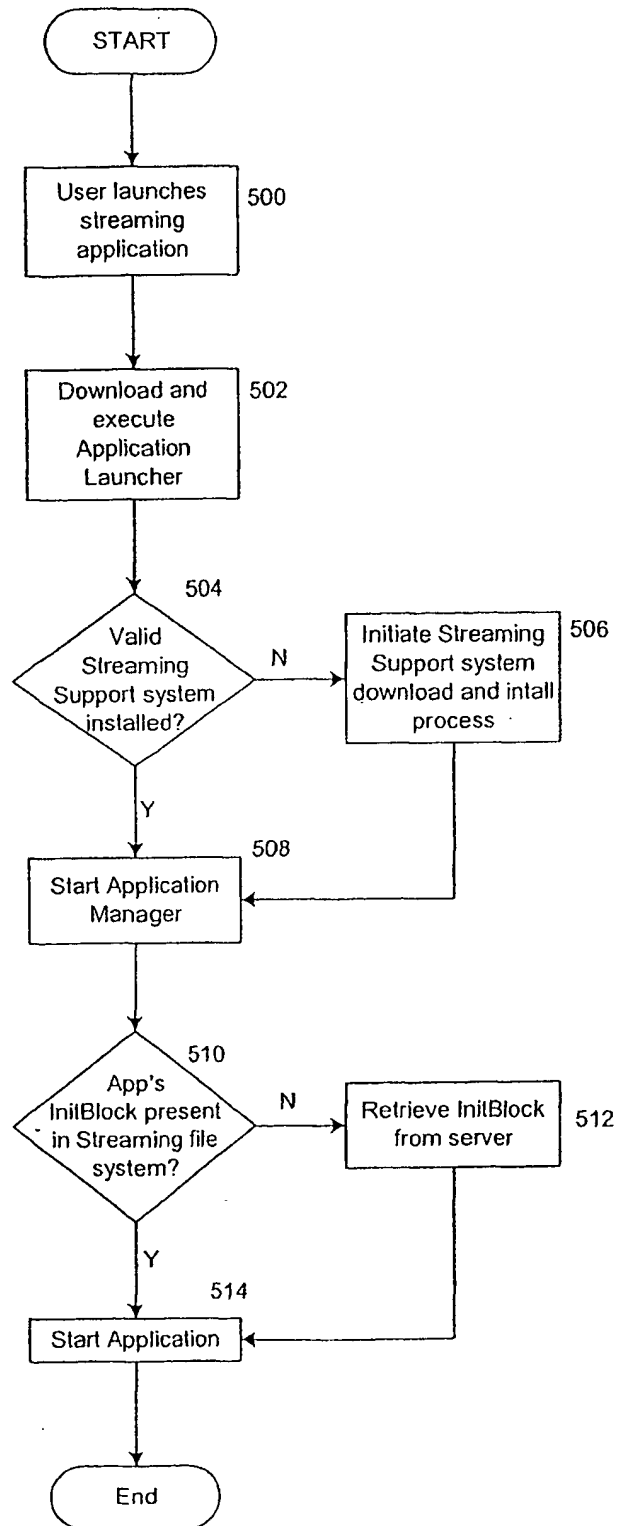 START
User launches
streaming
application
500
Download and
execute
Application
Launcher
502
504
Valid
Streaming
Support system
installed?
N
Initiate Streaming
Support system
download and intall
process
506
Y
508
Start Application
Manager
510
App's
InitBlock present
in Streaming file
system?
N
Retrieve InitBlock
from server
512
Y
514
Start Application
End